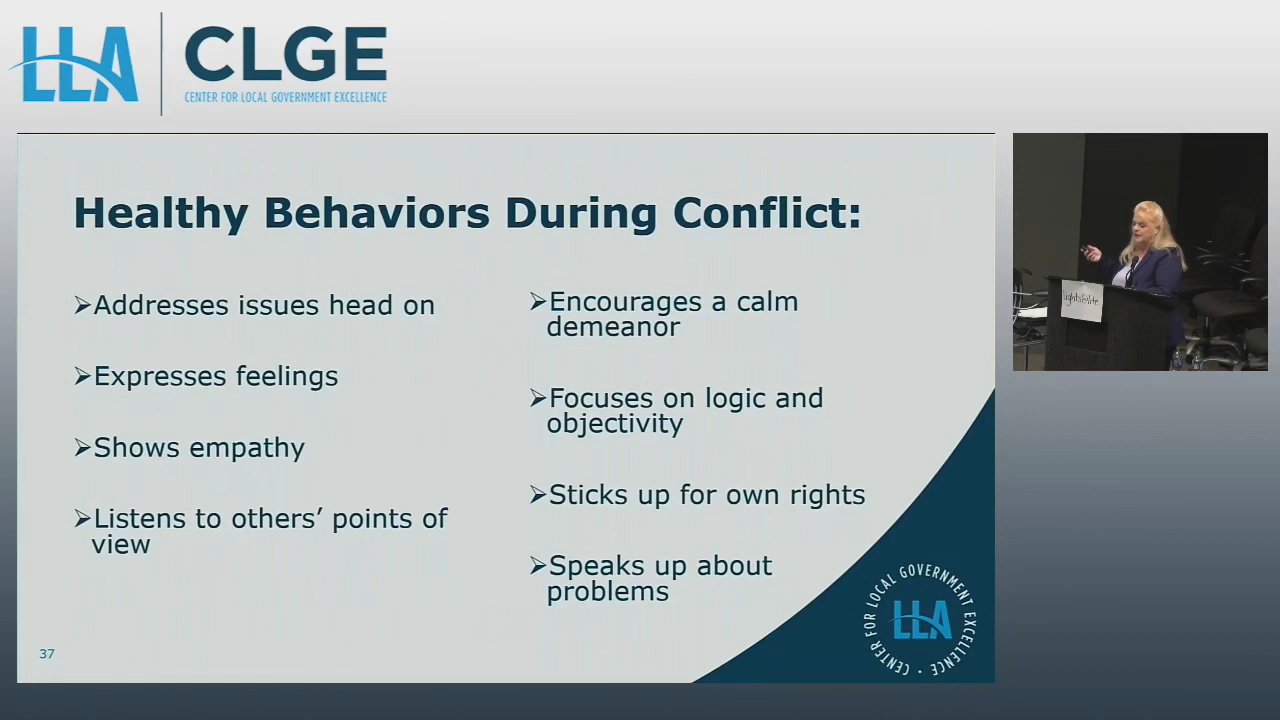 LLA
CLGE
CENTER FOR LOCAL GOVERNMENT EXCELLENCE
Healthy Behaviors During Conflict:
➢Addresses issues head on
➢Expresses feelings
➢Shows empathy
➢Listens to others’ points of
view
➢Encourages a calm
demeanor
➢Focuses on logic and
objectivity
➢Sticks up for own rights
➢Speaks up about
problems
37
CENTER FOR LOCAL GOVERNMENT EXCELLENCE
LLA